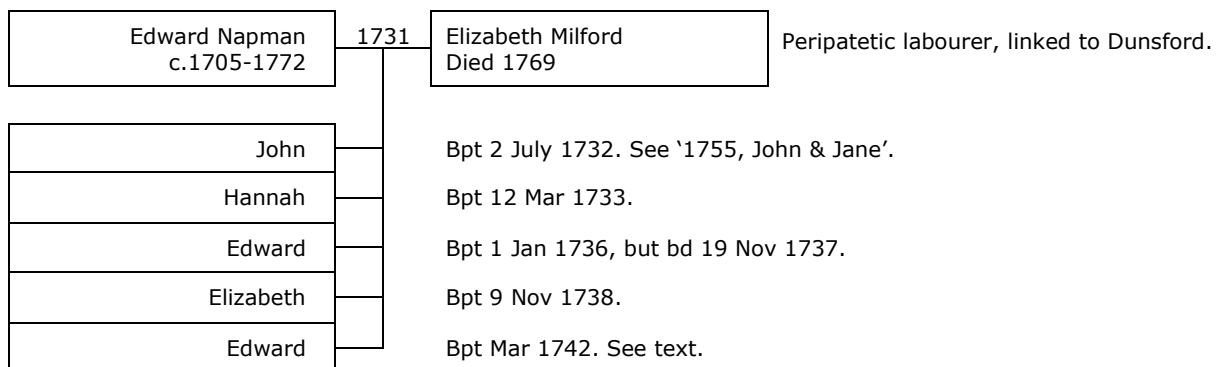 Edward Napman
c.1705-1772
1731
Elizabeth Milford
Died 1769
Peripatetic labourer, linked to Dunsford.
John
Bpt 2 July 1732. See ‘1755, John & Jane’.
Hannah
Bpt 12 Mar 1733.
Edward
Bpt 1 Jan 1736, but bd 19 Nov 1737.
Elizabeth
Bpt 9 Nov 1738.
Edward
Bpt Mar 1742. See text.